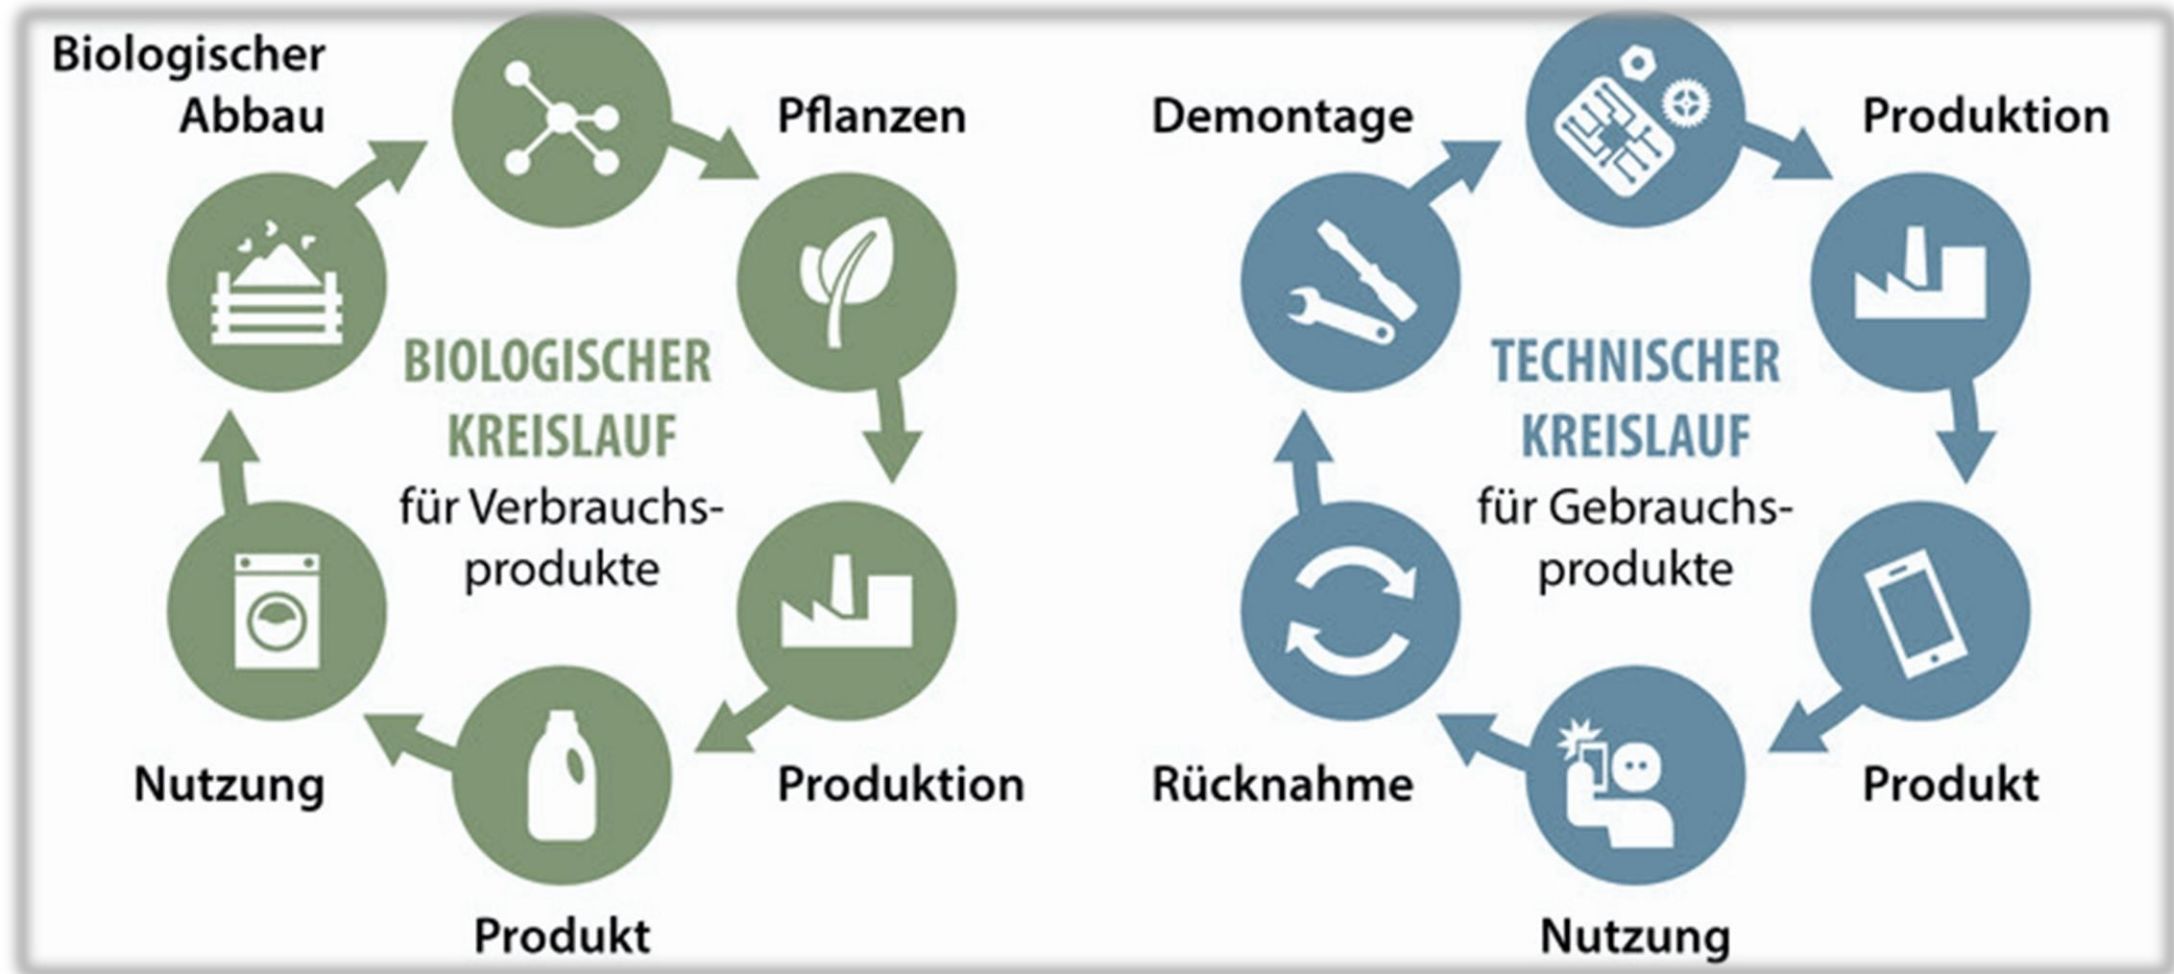 Biologischer
Abbau
Pflanzen
BIOLOGISCHER
KREISLAUF
für Verbrauchs-
produkte
Nutzung
Produktion
Produkt
Demontage
Produktion
TECHNISCHER
KREISLAUF
für Gebrauchs-
produkte
Rücknahme
Produkt
Nutzung